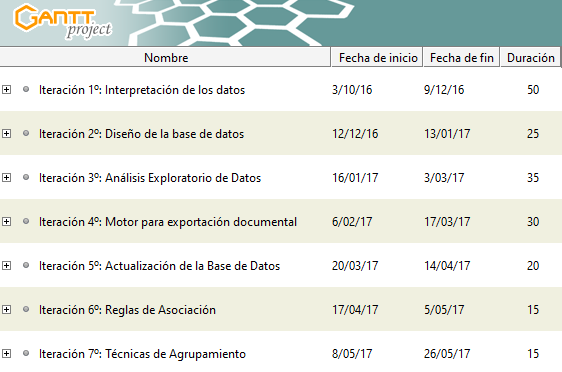 GANTT
project
Nombre Fecha de inicio Fecha de fin Duración
Iteración 1º: Interpretación de los datos 3/10/16 9/12/16 50
Iteración 2º: Diseño de la base de datos 12/12/16 13/01/17 25
Iteración 3º: Análisis Exploratorio de Datos 16/01/17 3/03/17 35
Iteración 4º: Motor para exportación documental 6/02/17 17/03/17 30
Iteración 5º: Actualización de la Base de Datos 20/03/17 14/04/17 20
Iteración 6º: Reglas de Asociación 17/04/17 5/05/17 15
Iteración 7º: Técnicas de Agrupamiento 8/05/17 26/05/17 15